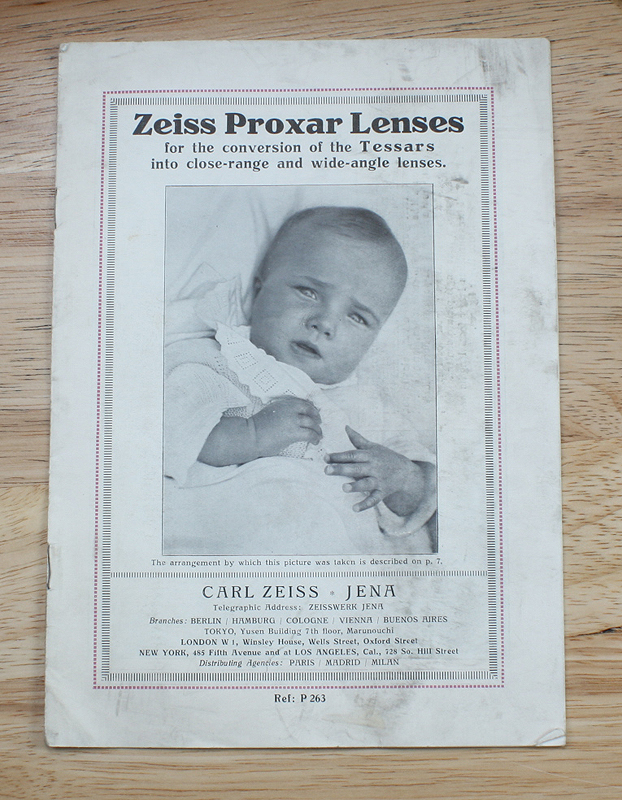 Zeiss Proxar Lenses
for the conversion of the Tessars
into close-range and wide-angle lenses.
The arrangement by which this picture was taken is described on p. 7.
CARL ZEISS • JENA
Telegraphic Address: ZEISSWERK JENA
Branches: BERLIN / HAMBURG / COLOGNE / VIENNA / BUENOS AIRES
TOKYO, Yusen Building 7th floor, Marunouchi
LONDON W 1, Winsley House, Wells Street, Oxford Street
NEW YORK, 485 Fifth Avenue and at LOS ANGELES, Cal., 728 So. Hill Street
Distributing Agencies: PARIS / MADRID / MILAN
Ref: P 263